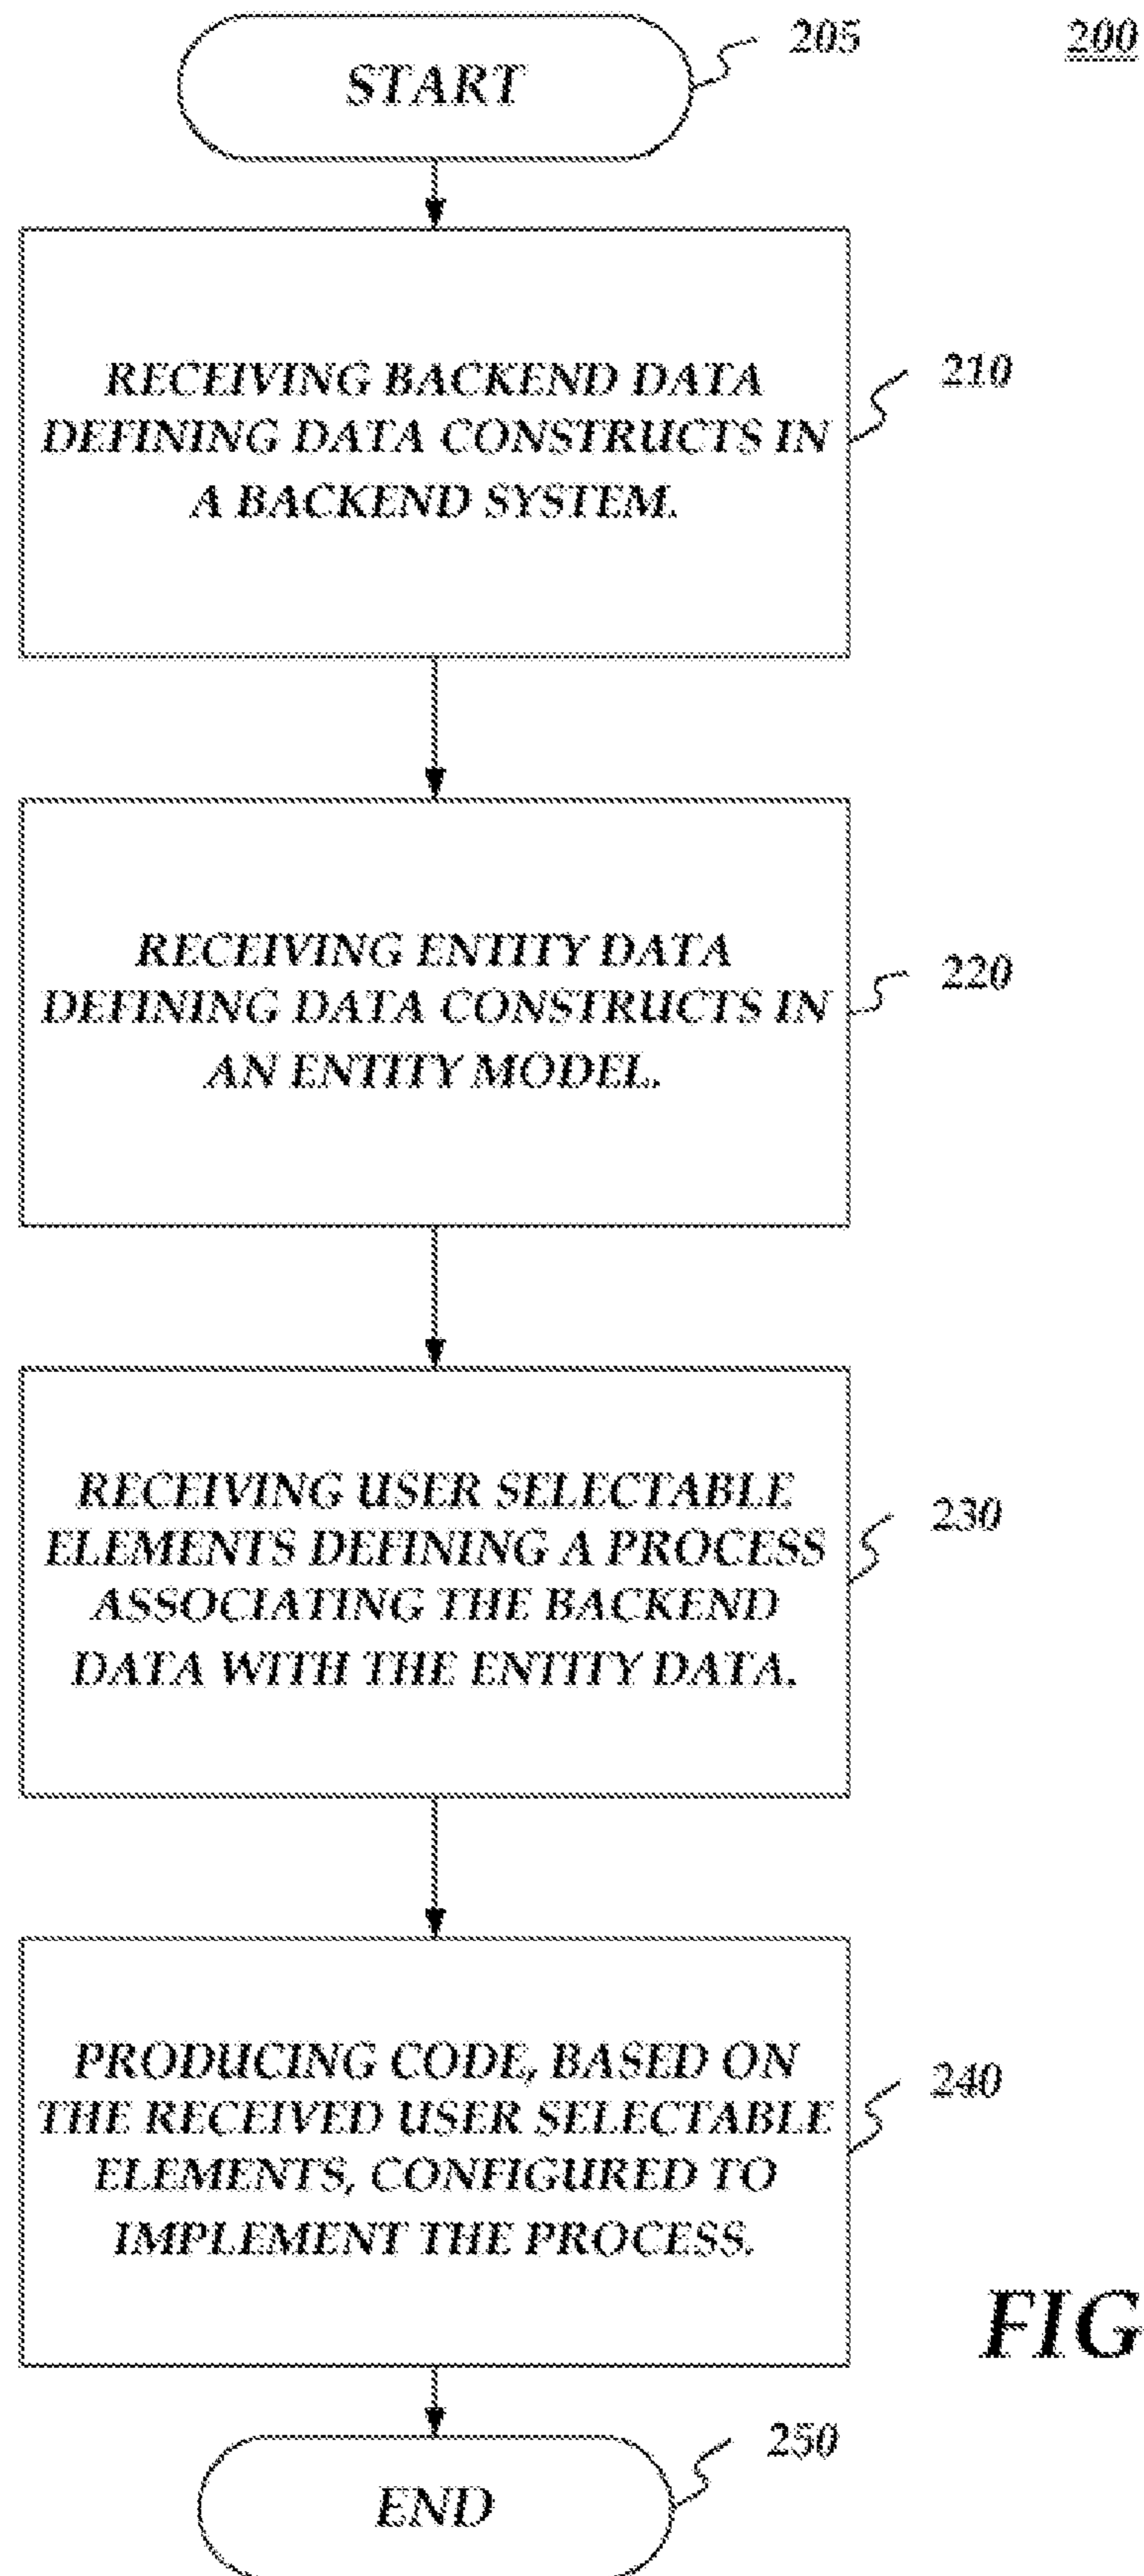 START
205
200
RECEIVING BACKEND DATA
DEFINING DATA CONSTRUCTS IN
A BACKEND SYSTEM.
210
RECEIVING ENTITY DATA
DEFINING DATA CONSTRUCTS IN
AN ENTITY MODEL.
220
RECEIVING USER SELECTABLE
ELEMENTS DEFINING A PROCESS
ASSOCIATING THE BACKEND
DATA WITH THE ENTITY DATA.
230
PRODUCING CODE, BASED ON
THE RECEIVED USER SELECTABLE
ELEMENTS, CONFIGURED TO
IMPLEMENT THE PROCESS.
240
FIG
END
250